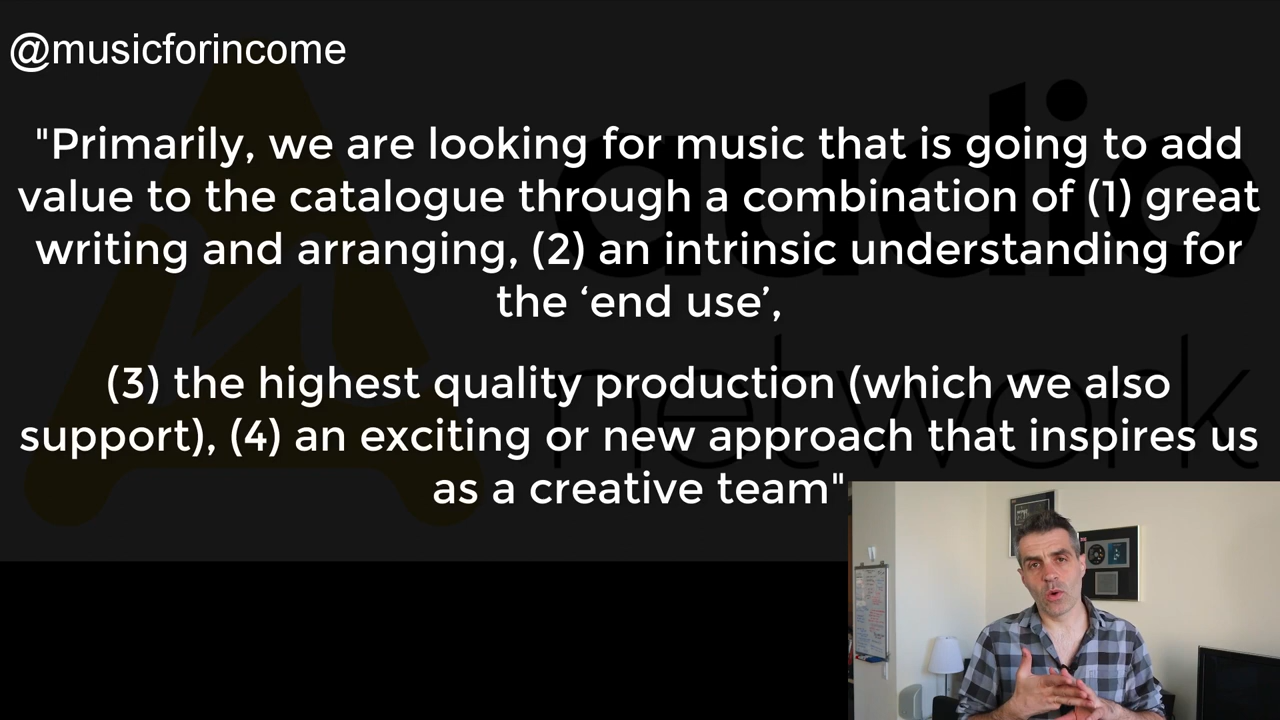 @musicforincome
"Primarily, we are looking for music that is going to add
value to the catalogue through a combination of (1) great
writing and arranging, (2) an intrinsic understanding for
the ‘end use’,
(3) the highest quality production (which we also
support), (4) an exciting or new approach that inspires us
as a creative team"
audio
network